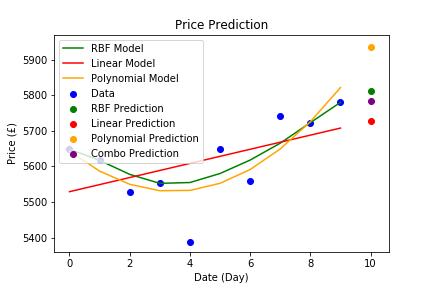 Price Prediction
RBF Model
Linear Model
Polynomial Model
Data
RBF Prediction
Linear Prediction
Polynomial Prediction
Combo Prediction
Price (£)
5900
5800
5700
5600
5500
5400
0 2 4 6 8 10
Date (Day)